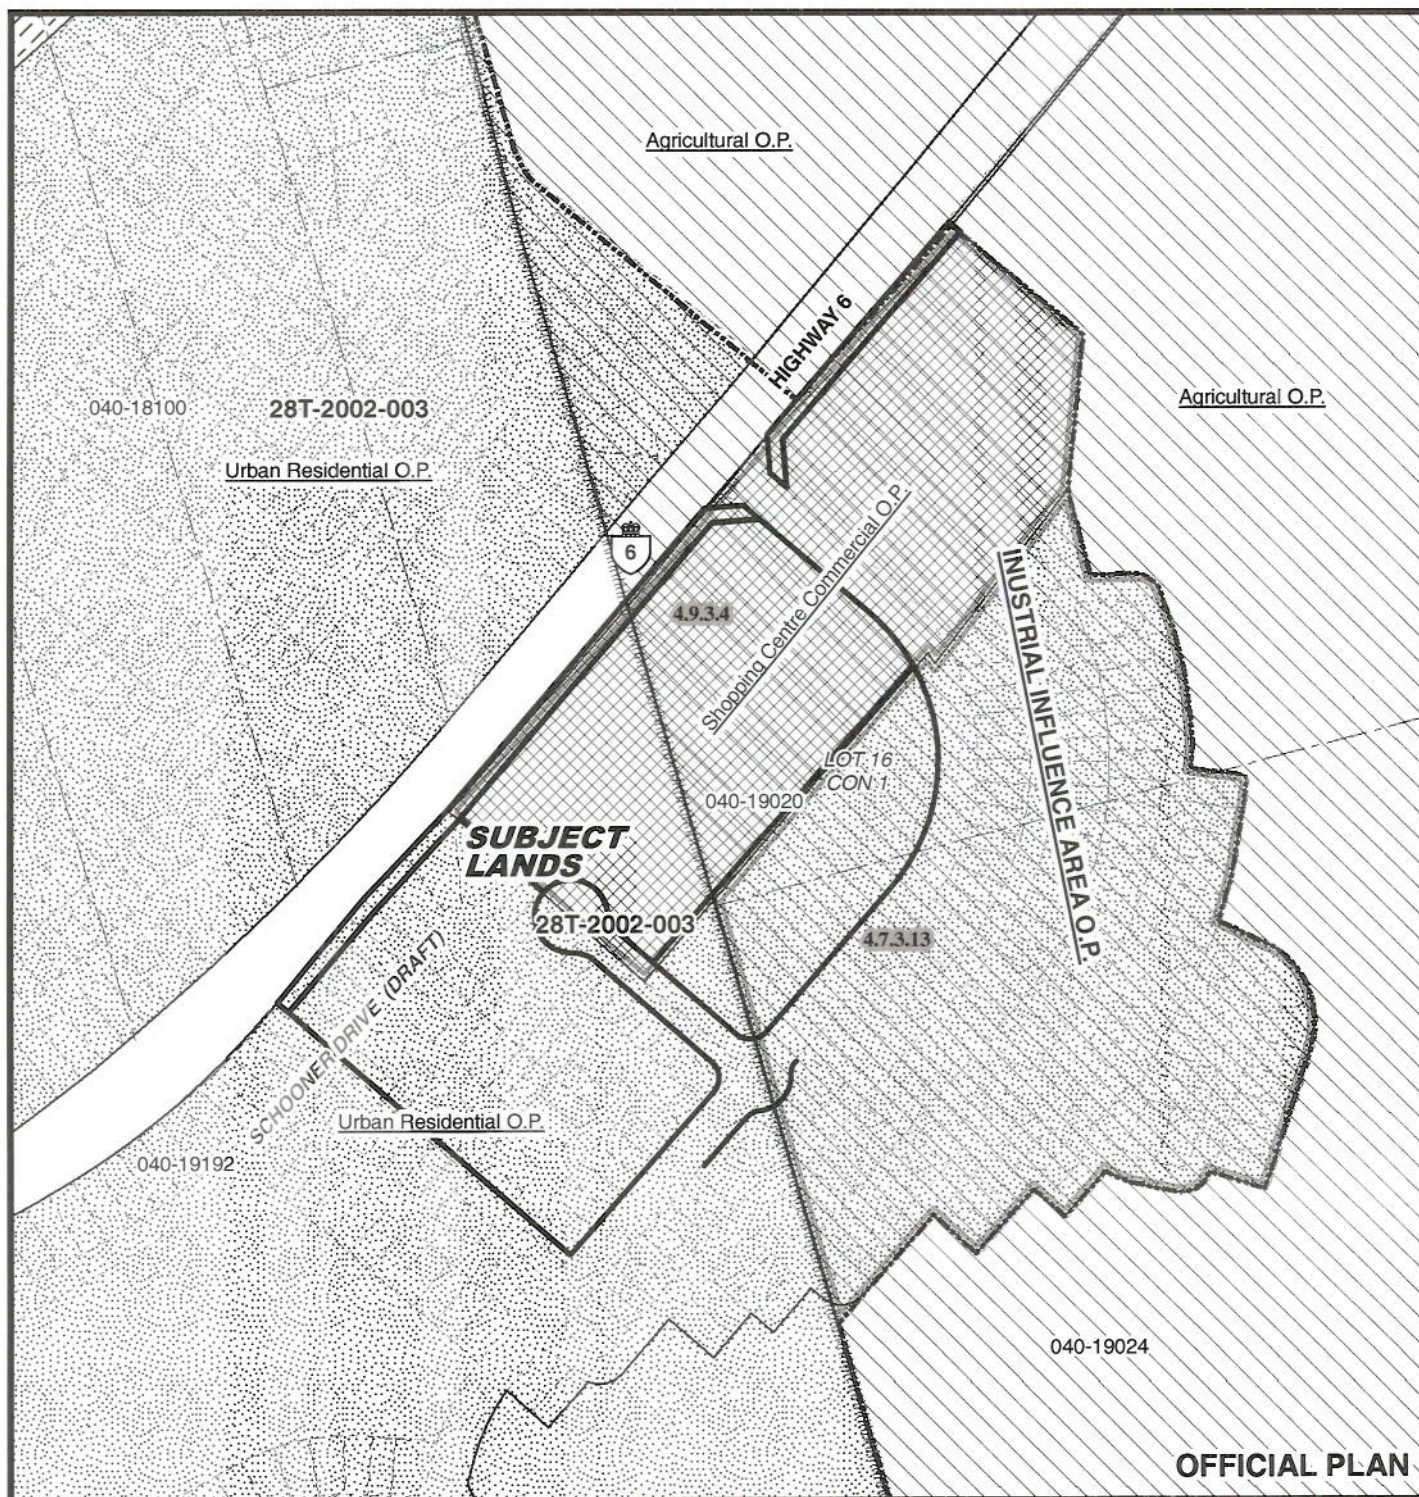 Agricultural O.P.
HIGHWAY 6
040-18100
28T-2002-003
Agricultural O.P.
Urban Residential O.P.
6
Shopping Centre Commercial O.P.
4.9.3.4
INUSTRIAL INFLUENCE AREA O.P.
LOT 16
CON 1
040-19020
SUBJECT
LANDS
28T-2002-003
4.7.3.13
SCHOONER DRIVE (DRAFT)
Urban Residential O.P.
040-19192
040-19024
OFFICIAL PLAN